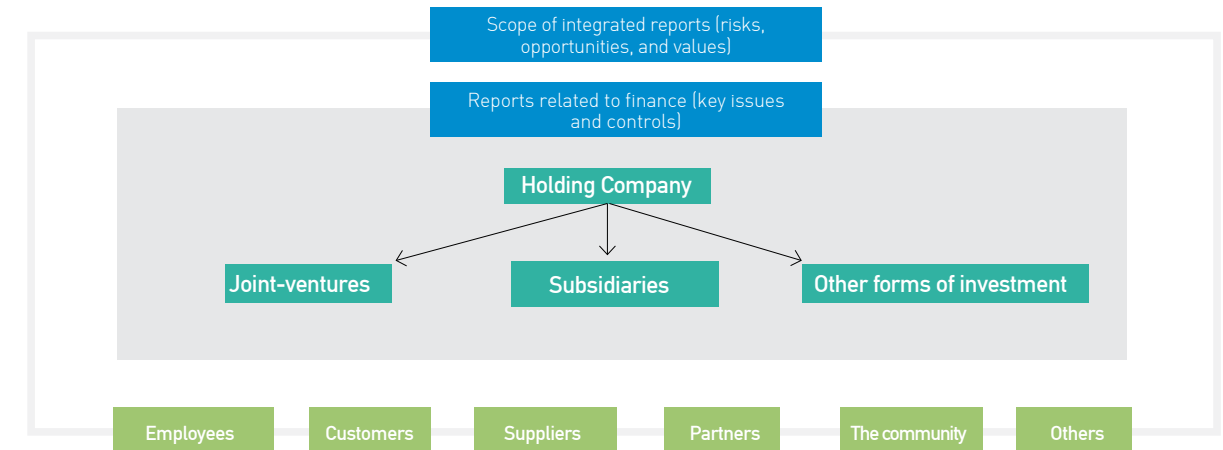 Scope of integrated reports (risks,
opportunities, and values)
Reports related to finance (key issues
and controls)
Holding Company
Joint-ventures
Subsidiaries
Other forms of investment
Employees
Customers
Suppliers
Partners
The community
Others